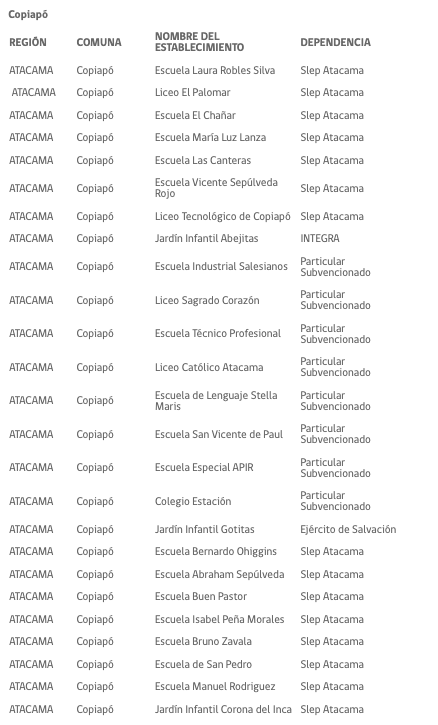 Copiapó
REGIÓN COMUNA NOMBRE DEL ESTABLECIMIENTO DEPENDENCIA
ATACAMA Copiapó Escuela Laura Robles Silva Slep Atacama
ATACAMA Copiapó Liceo El Palomar Slep Atacama
ATACAMA Copiapó Escuela El Chañar Slep Atacama
ATACAMA Copiapó Escuela María Luz Lanza Slep Atacama
ATACAMA Copiapó Escuela Las Canteras Slep Atacama
ATACAMA Copiapó Escuela Vicente Sepúlveda Rojo Slep Atacama
ATACAMA Copiapó Liceo Tecnológico de Copiapó Slep Atacama
ATACAMA Copiapó Jardín Infantil Abejitas INTEGRA
ATACAMA Copiapó Escuela Industrial Salesianos Particular Subvencionado
ATACAMA Copiapó Liceo Sagrado Corazón Particular Subvencionado
ATACAMA Copiapó Escuela Técnico Profesional Particular Subvencionado
ATACAMA Copiapó Liceo Católico Atacama Particular Subvencionado
ATACAMA Copiapó Escuela de Lenguaje Stella Maris Particular Subvencionado
ATACAMA Copiapó Escuela San Vicente de Paul Particular Subvencionado
ATACAMA Copiapó Escuela Especial APIR Particular Subvencionado
ATACAMA Copiapó Colegio Estación Particular Subvencionado
ATACAMA Copiapó Jardín Infantil Gotitas Ejército de Salvación
ATACAMA Copiapó Escuela Bernardo Ohiggins Slep Atacama
ATACAMA Copiapó Escuela Abraham Sepúlveda Slep Atacama
ATACAMA Copiapó Escuela Buen Pastor Slep Atacama
ATACAMA Copiapó Escuela Isabel Peña Morales Slep Atacama
ATACAMA Copiapó Escuela Bruno Zavala Slep Atacama
ATACAMA Copiapó Escuela de San Pedro Slep Atacama
ATACAMA Copiapó Escuela Manuel Rodriguez Slep Atacama
ATACAMA Copiapó Jardín Infantil Corona del Inca Slep Atacama